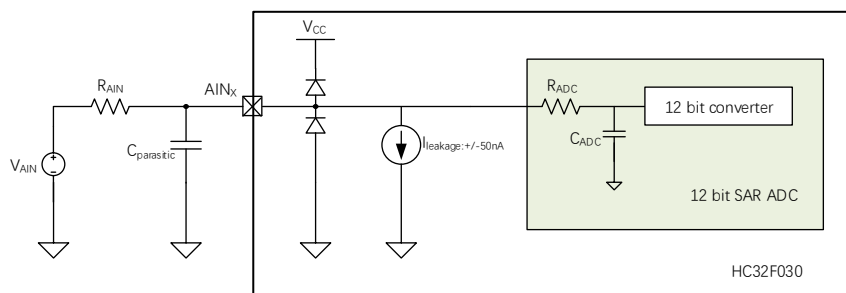 VCC
RAIN
AINX
RADC
12 bit converter
Cparasitic
Ileakage:+/-50nA
CADC
VAIN
+
−
12 bit SAR ADC
HC32F030